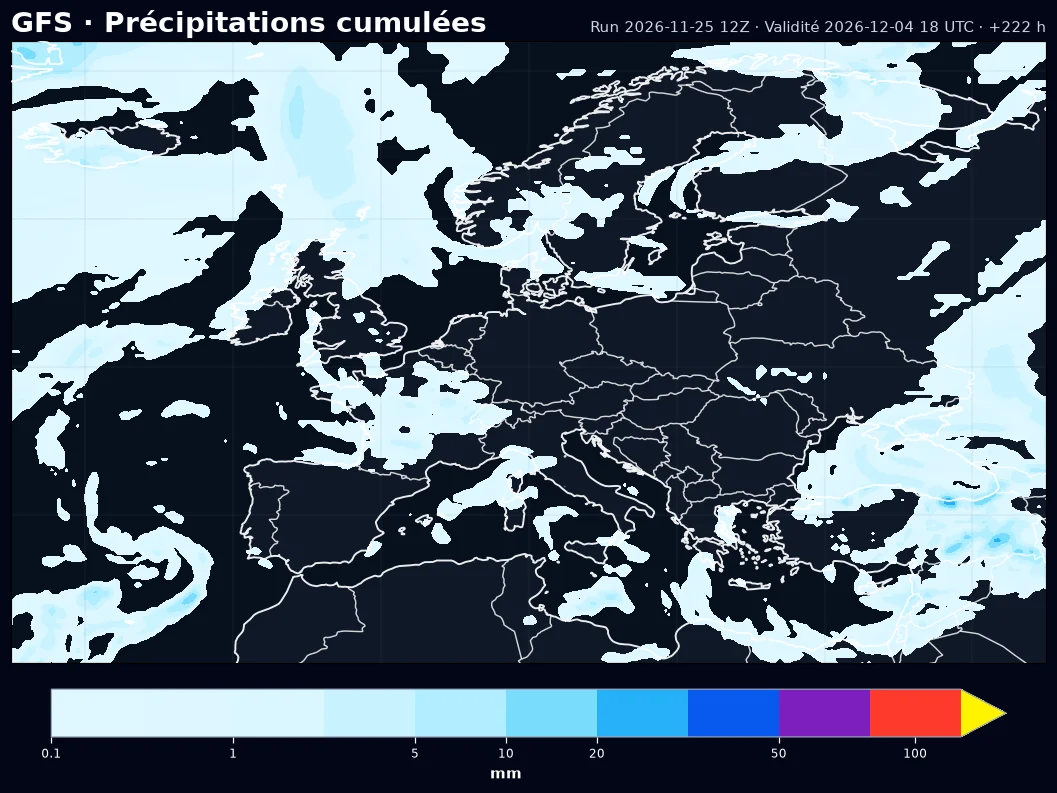 GFS · Précipitations cumulées
Run 2026-11-25 12Z · Validité 2026-12-04 18 UTC · +222 h
0.1 1 5 10 20 50 100
mm